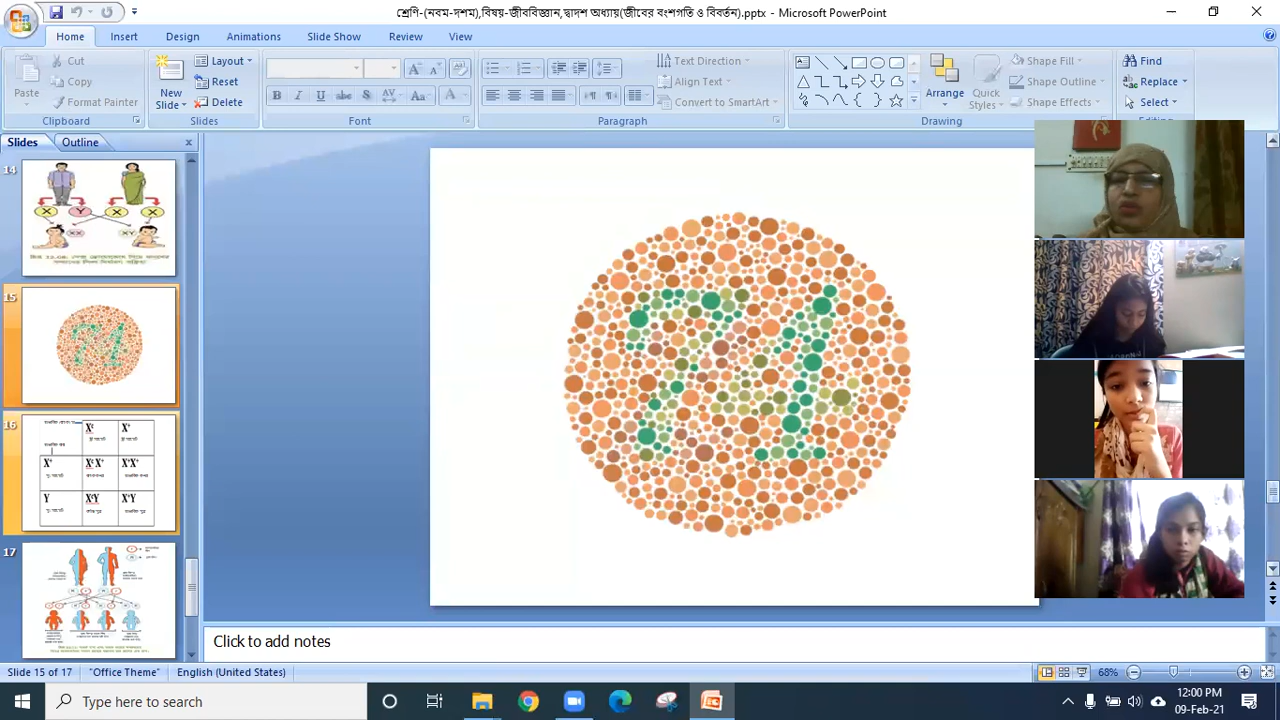 শ্রেণি-(নবম-দশম) বিষয়-জীববিজ্ঞান,দ্বাদশ অধ্যায়(জীবের বংশগতি ও বিবর্তন).pptx - Microsoft PowerPoint
Home Insert Design Animations Slide Show Review View
Cut Layout Text Direction Shape Fill Find
Paste Copy New Slide Reset Align Text Arrange Quick Styles Shape Outline Replace
Format Painter Delete Convert to SmartArt Shape Effects Select
Clipboard Slides Font Paragraph Drawing
Slides Outline
14
X Y X X
XX XY
15
74
16
X+
X+ X+X+
Y X+Y
17
Click to add notes
Slide 15 of 17 "Office Theme" English (United States) 68%
Type here to search
12:00 PM
09-Feb-21